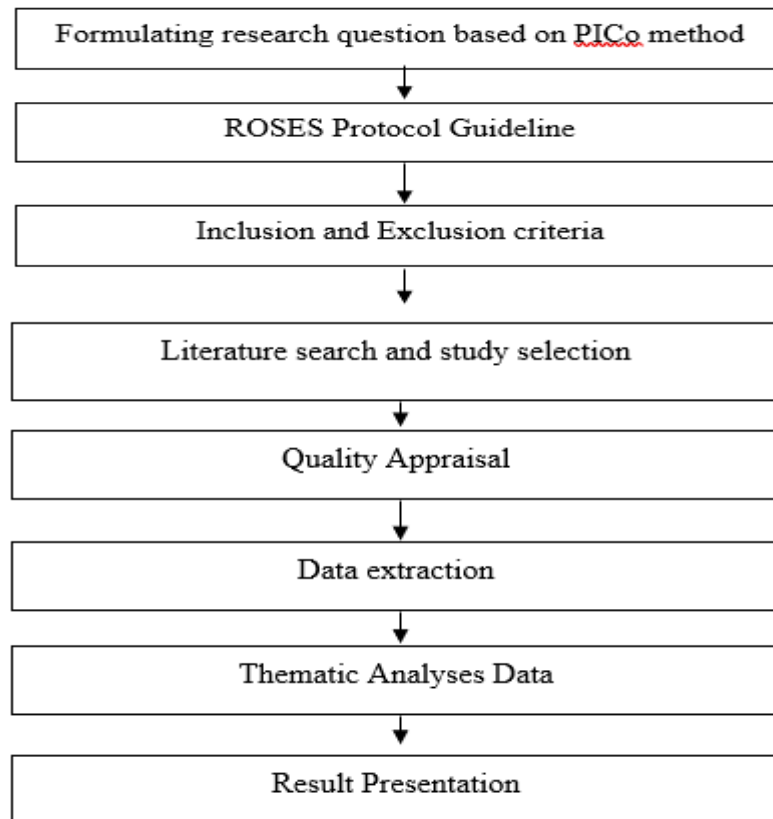 Formulating research question based on PICo method
ROSES Protocol Guideline
Inclusion and Exclusion criteria
Literature search and study selection
Quality Appraisal
Data extraction
Thematic Analyses Data
Result Presentation